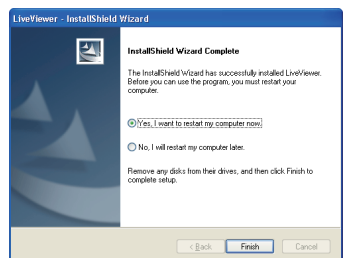 LiveViewer - InstallShield Wizard
InstallShield Wizard Complete
The InstallShield Wizard has successfully installed LiveViewer.
Before you can use the program, you must restart your
computer.
Yes, I want to restart my computer now.
No, I will restart my computer later.
Remove any disks from their drives, and then click Finish to
complete setup.
< Back Finish Cancel